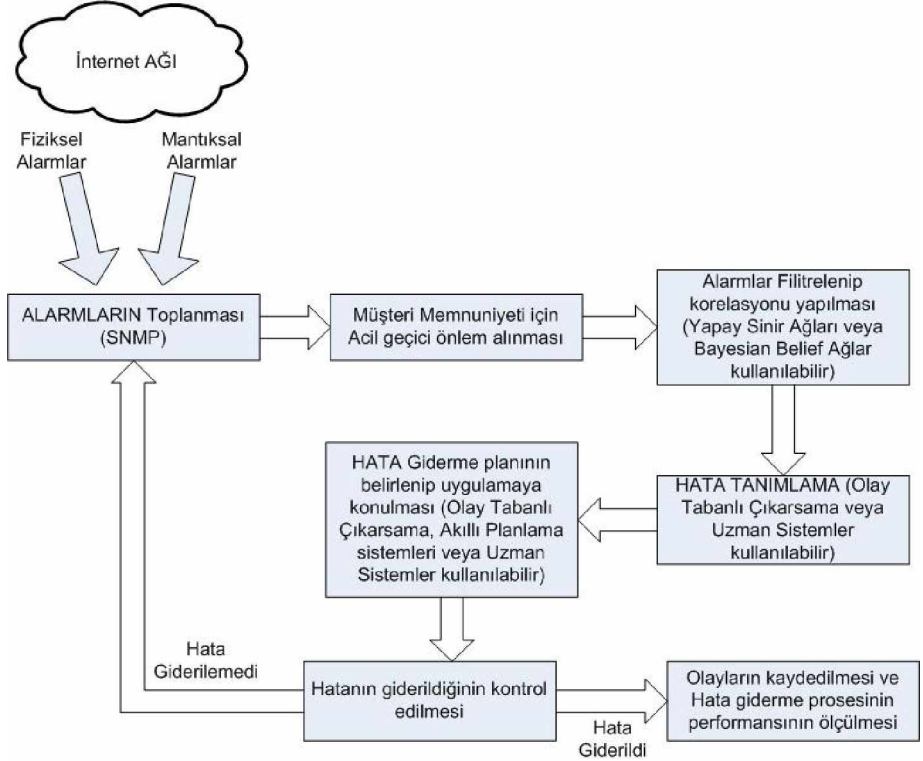 İnternet AĞI
Fiziksel
Alarmlar
Mantıksal
Alarmlar
ALARMLARIN Toplanması
(SNMP)
Müşteri Memnuniyeti için
Acil geçici önlem alınması
Alarmlar Filitrelenip
korelasyonu yapılması
(Yapay Sinir Ağları veya
Bayesian Belief Ağlar
kullanılabilir)
HATA TANIMLAMA (Olay
Tabanlı Çıkarsama veya
Uzman Sistemler
kullanılabilir)
HATA Giderme planının
belirlenip uygulamaya
konulması (Olay Tabanlı
Çıkarsama, Akıllı Planlama
sistemleri veya Uzman
Sistemler kullanılabilir)
Hata
Giderilemedi
Hatanın giderildiğinin kontrol
edilmesi
Hata
Giderildi
Olayların kaydedilmesi ve
Hata giderme prosesinin
performansının ölçülmesi